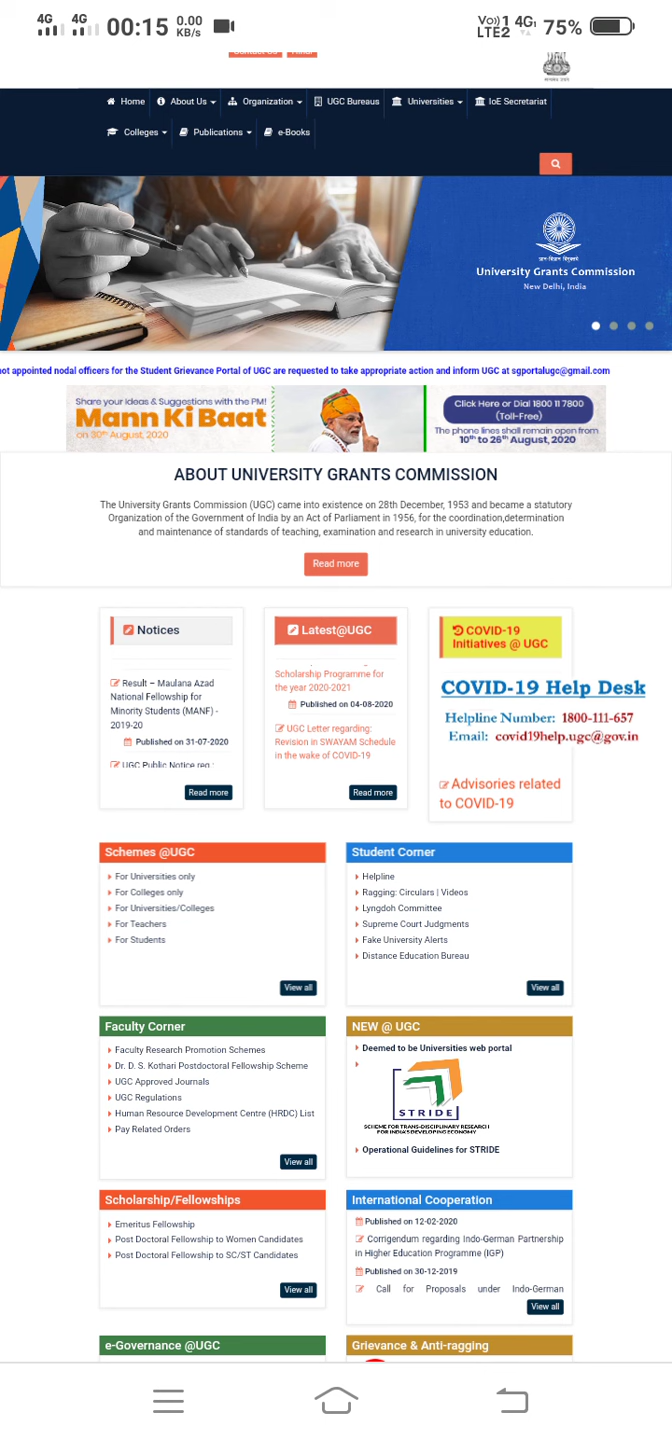 4G 4G 00:15 0.00 KB/s Vo)) 1 LTE2 4G 75%
Home About Us Organization UGC Bureaus Universities IoE Secretariat
Colleges Publications e-Books
University Grants Commission
New Delhi, India
not appointed nodal officers for the Student Grievance Portal of UGC are requested to take appropriate action and inform UGC at sgportalugc@gmail.com
Share your Ideas & Suggestions with the PM!
Mann Ki Baat
on 30th August, 2020
Click Here or Dial 1800 11 7800
(Toll-Free)
The phone lines shall remain open from
10th to 26th August, 2020
ABOUT UNIVERSITY GRANTS COMMISSION
The University Grants Commission (UGC) came into existence on 28th December, 1953 and became a statutory
Organization of the Government of India by an Act of Parliament in 1956, for the coordination,determination
and maintenance of standards of teaching, examination and research in university education.
Read more
Notices
Result – Maulana Azad
National Fellowship for
Minority Students (MANF) -
2019-20
Published on 31-07-2020
UGC Public Notice reg.:
Read more
Latest@UGC
Scholarship Programme for
the year 2020-2021
Published on 04-08-2020
UGC Letter regarding:
Revision in SWAYAM Schedule
in the wake of COVID-19
Read more
COVID-19
Initiatives @ UGC
COVID-19 Help Desk
Helpline Number: 1800-111-657
Email: covid19help.ugc@gov.in
Advisories related
to COVID-19
Schemes @UGC
For Universities only
For Colleges only
For Universities/Colleges
For Teachers
For Students
View all
Student Corner
Helpline
Ragging: Circulars | Videos
Lyngdoh Committee
Supreme Court Judgments
Fake University Alerts
Distance Education Bureau
View all
Faculty Corner
Faculty Research Promotion Schemes
Dr. D. S. Kothari Postdoctoral Fellowship Scheme
UGC Approved Journals
UGC Regulations
Human Resource Development Centre (HRDC) List
Pay Related Orders
View all
NEW @ UGC
Deemed to be Universities web portal
STRIDE
SCHEME FOR TRANS-DISCIPLINARY RESEARCH
FOR INDIA'S DEVELOPING ECONOMY
Operational Guidelines for STRIDE
Scholarship/Fellowships
Emeritus Fellowship
Post Doctoral Fellowship to Women Candidates
Post Doctoral Fellowship to SC/ST Candidates
View all
International Cooperation
Published on 12-02-2020
Corrigendum regarding Indo-German Partnership
in Higher Education Programme (IGP)
Published on 30-12-2019
Call for Proposals under Indo-German
View all
e-Governance @UGC
Grievance & Anti-ragging